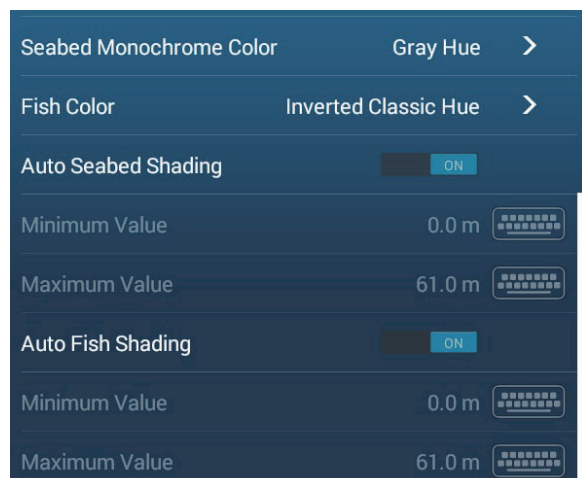 Seabed Monochrome Color Gray Hue
Fish Color Inverted Classic Hue
Auto Seabed Shading ON
Minimum Value 0.0 m
Maximum Value 61.0 m
Auto Fish Shading ON
Minimum Value 0.0 m
Maximum Value 61.0 m